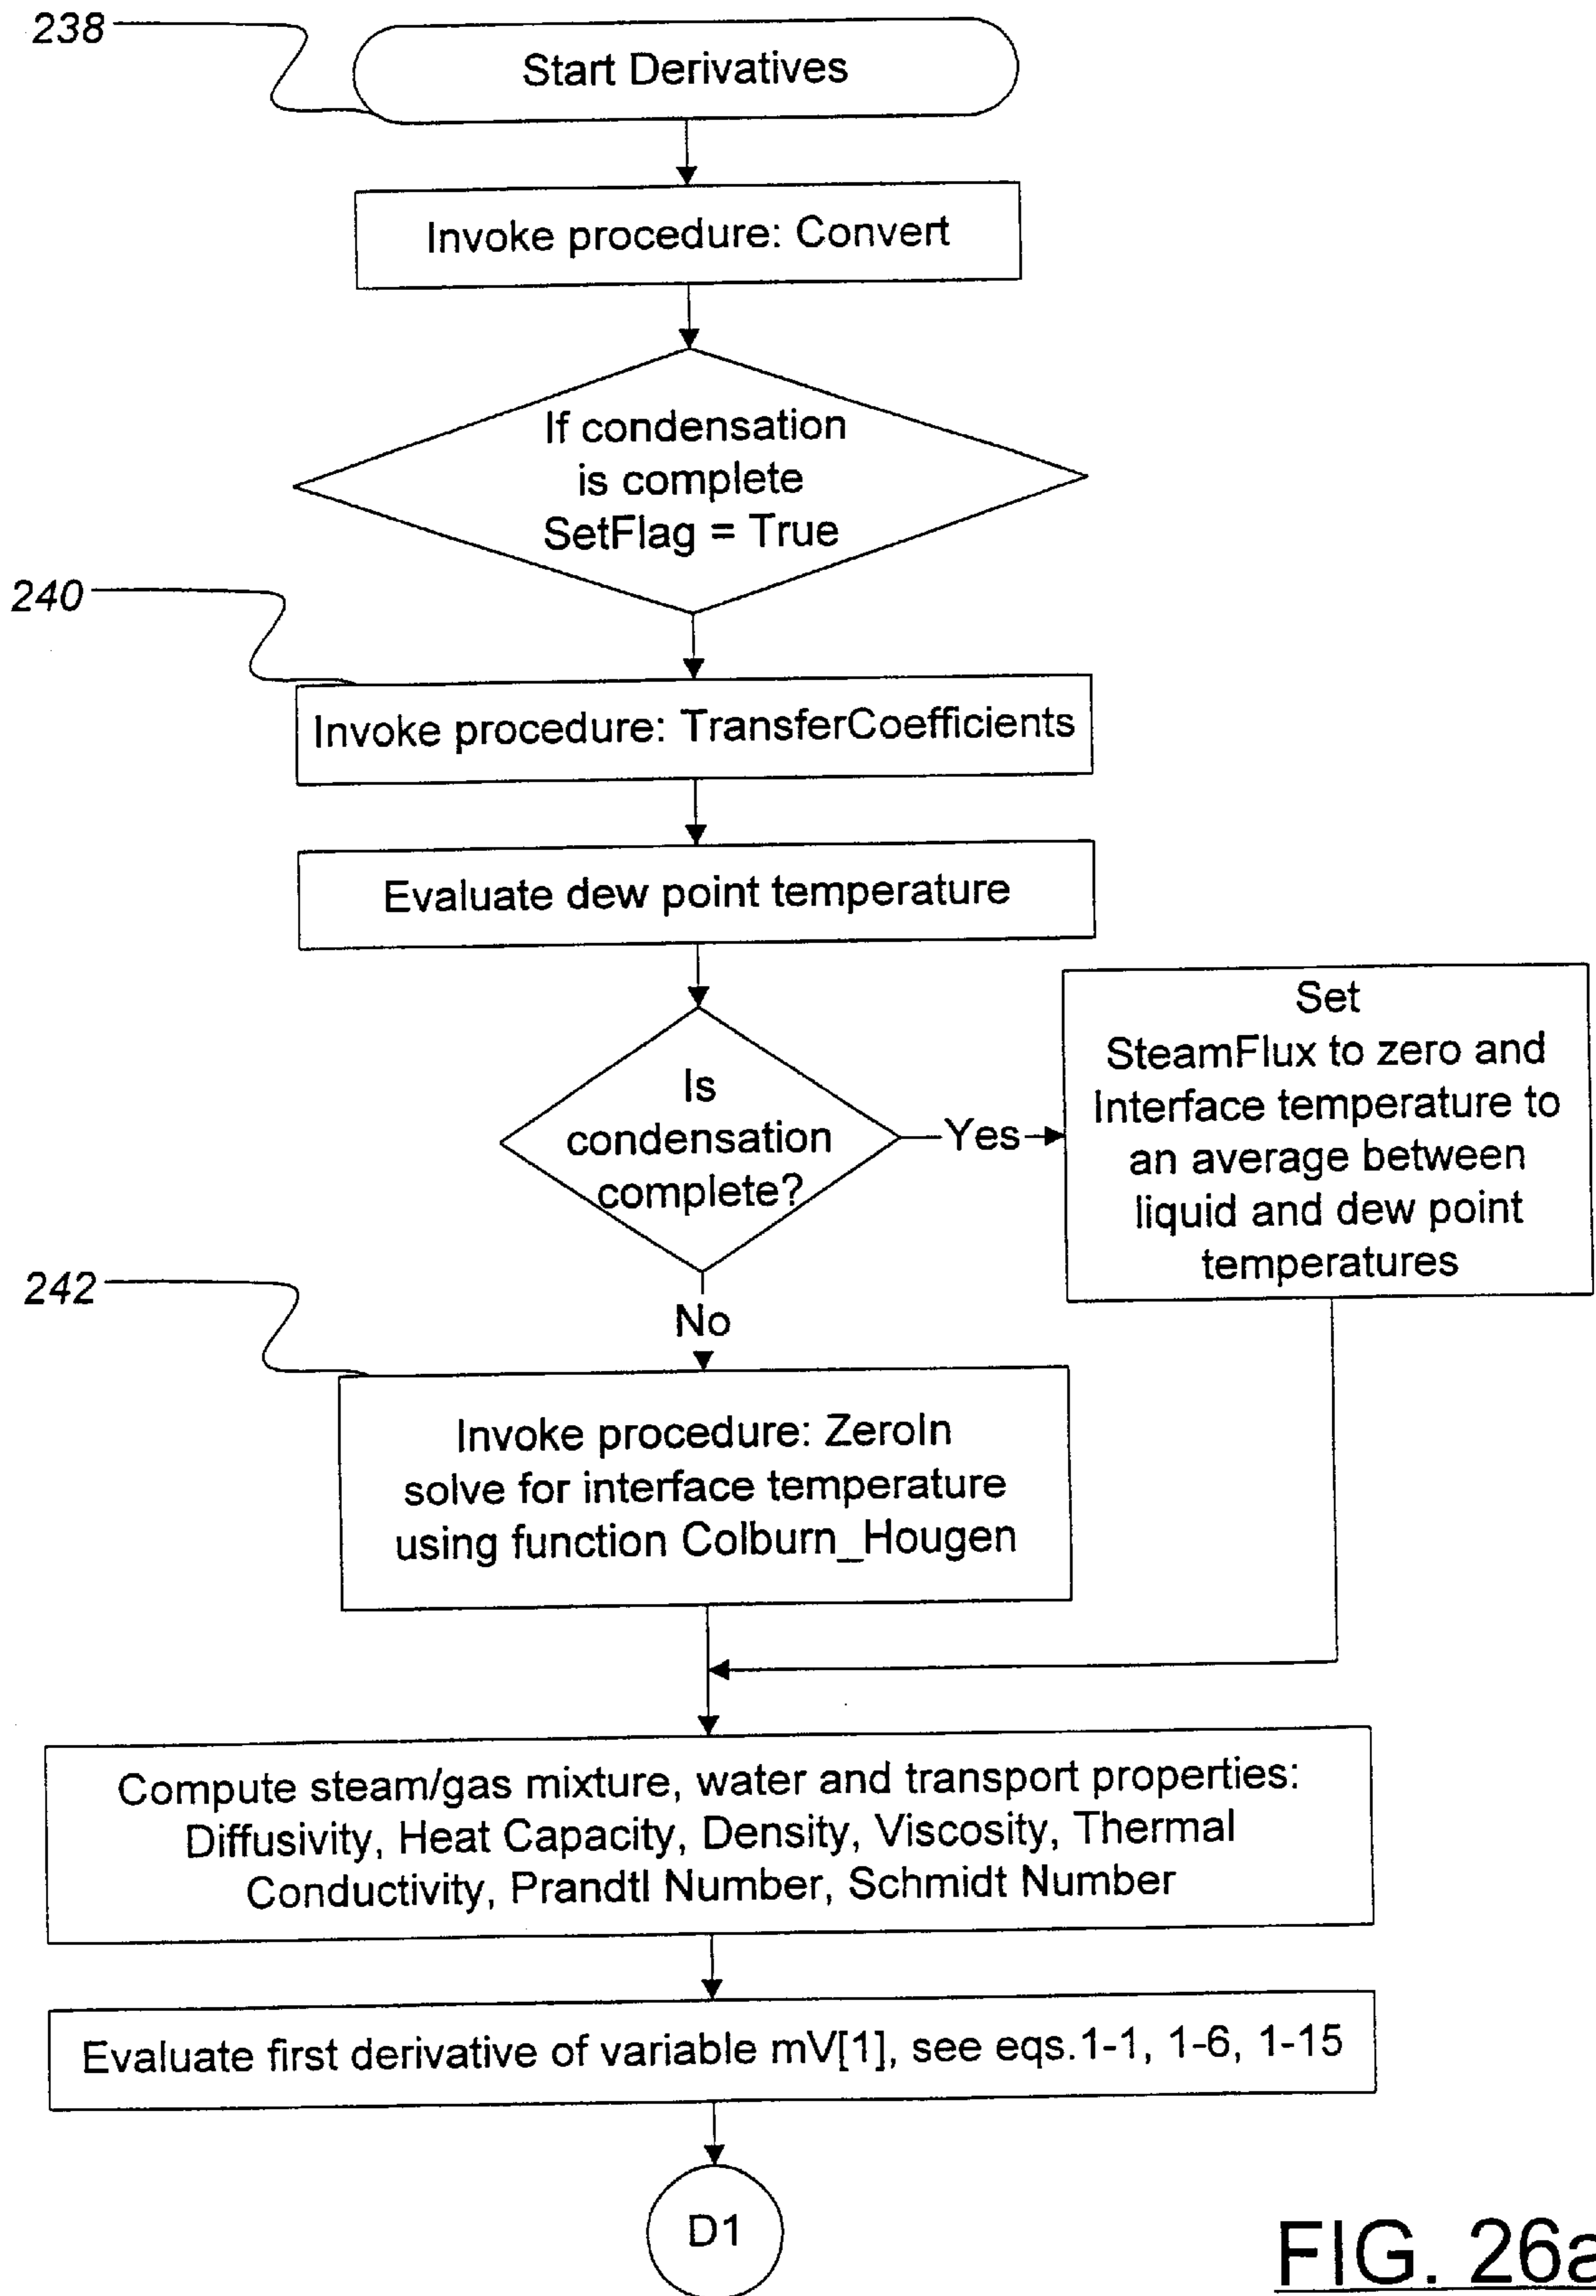 238
Start Derivatives
Invoke procedure: Convert
If condensation
is complete
SetFlag = True
240
Invoke procedure: TransferCoefficients
Evaluate dew point temperature
Is
condensation
complete?
Yes
Set
SteamFlux to zero and
Interface temperature to
an average between
liquid and dew point
temperatures
No
242
Invoke procedure: ZeroIn
solve for interface temperature
using function Colburn_Hougen
Compute steam/gas mixture, water and transport properties:
Diffusivity, Heat Capacity, Density, Viscosity, Thermal
Conductivity, Prandtl Number, Schmidt Number
Evaluate first derivative of variable mV[1], see eqs.1-1, 1-6, 1-15
D1
FIG. 26a